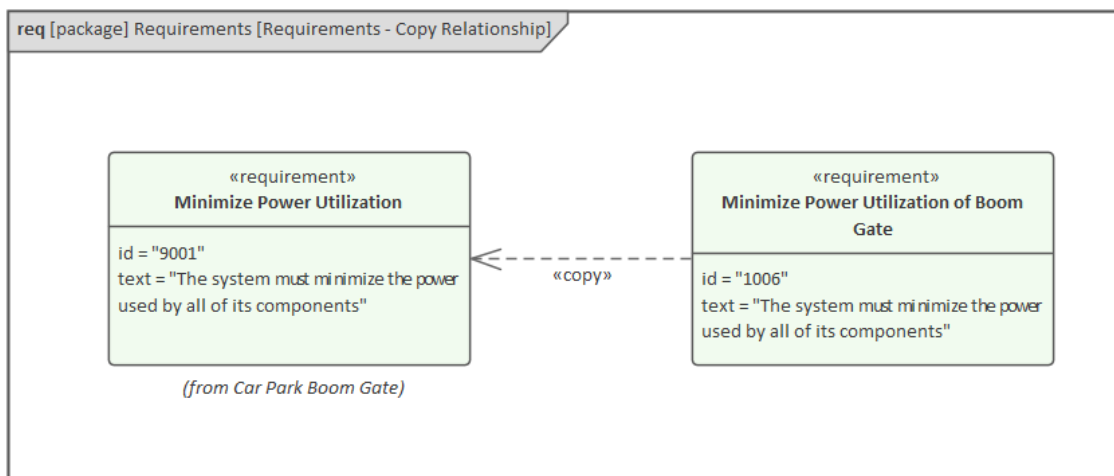 req [package] Requirements [Requirements - Copy Relationship]
«requirement»
Minimize Power Utilization
id = "9001"
text = "The system must minimize the power
used by all of its components"
(from Car Park Boom Gate)
«copy»
«requirement»
Minimize Power Utilization of Boom
Gate
id = "1006"
text = "The system must minimize the power
used by all of its components"